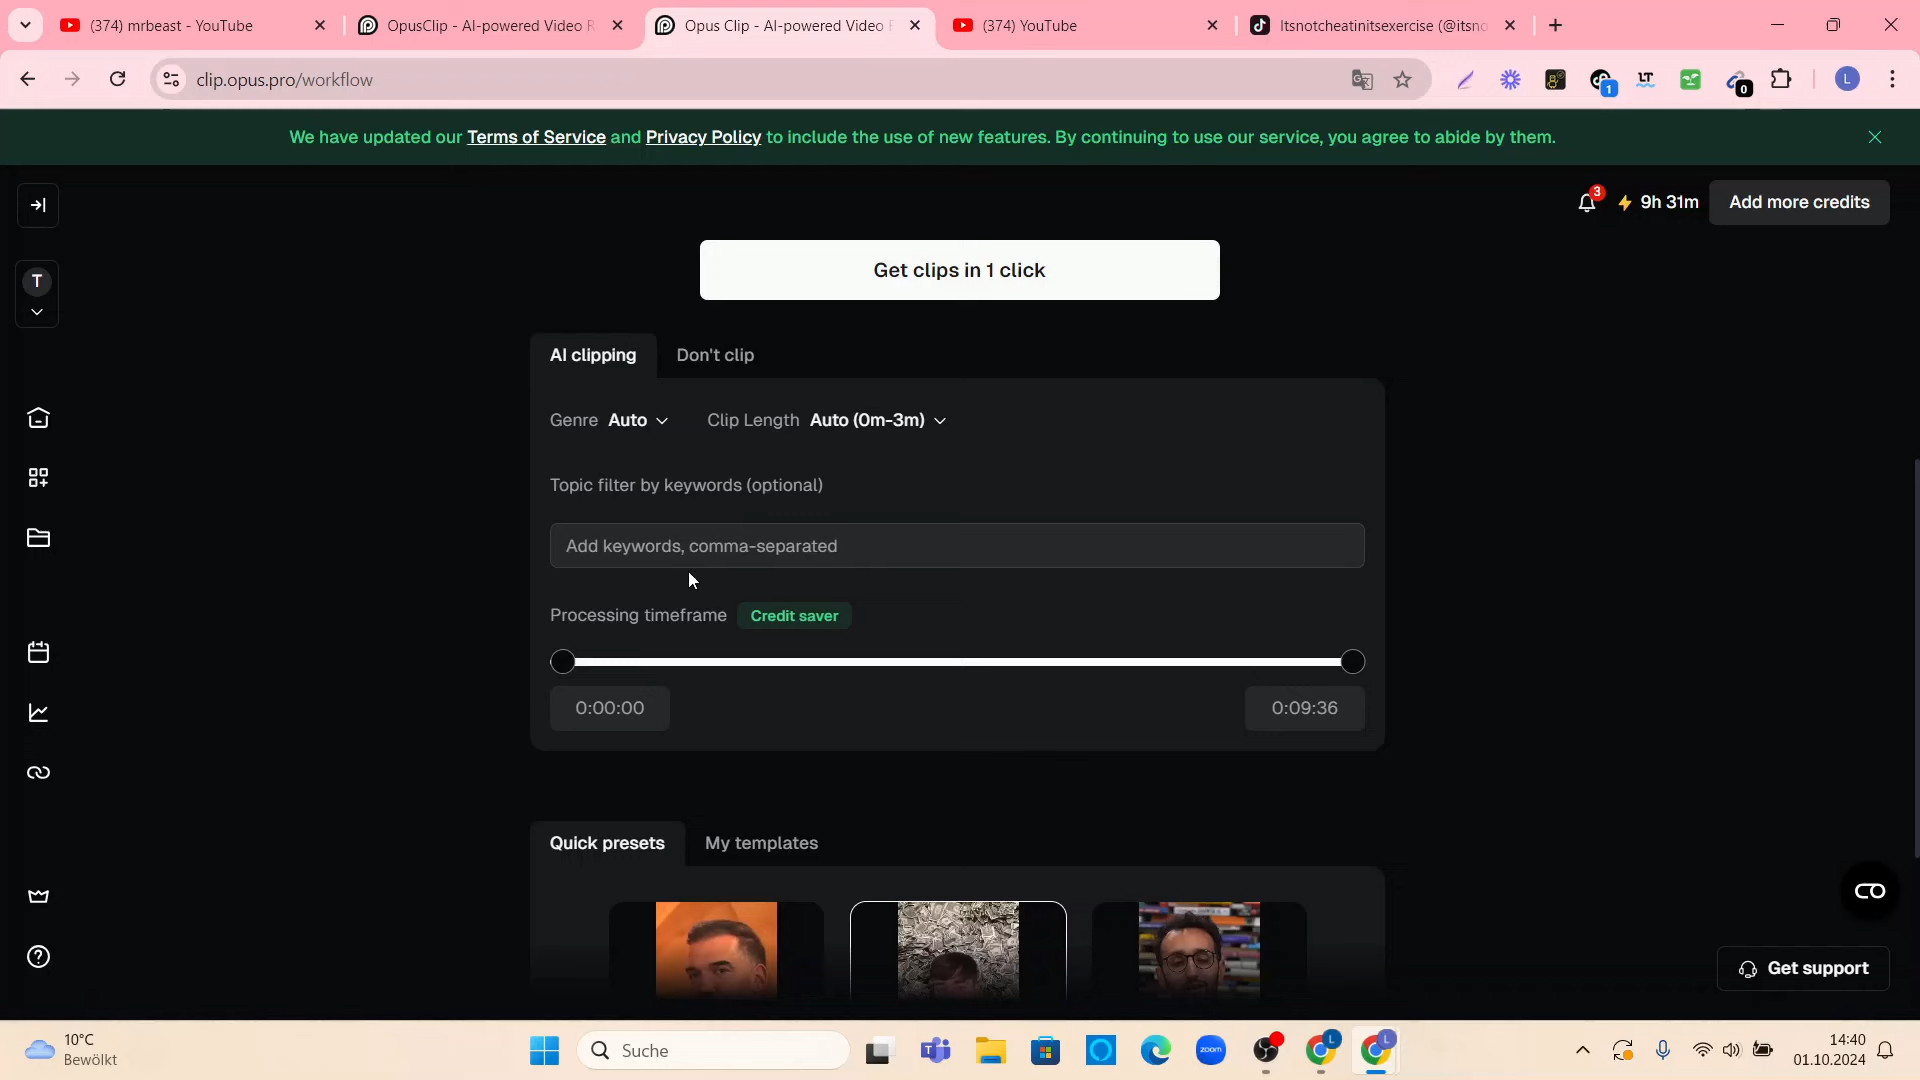 (374) mrbeast - YouTube
OpusClip - AI-powered Video R
Opus Clip - AI-powered Video
(374) YouTube
Itsnotcheatinitsexercise (@itsno
clip.opus.pro/workflow
1
LT
0
L
We have updated our Terms of Service and Privacy Policy to include the use of new features. By continuing to use our service, you agree to abide by them.
3
9h 31m
Add more credits
T
Get clips in 1 click
AI clipping
Don't clip
Genre Auto
Clip Length Auto (0m-3m)
Topic filter by keywords (optional)
Add keywords, comma-separated
Processing timeframe
Credit saver
0:00:00
0:09:36
Quick presets
My templates
Get support
10°C
Bewölkt
Suche
zoom
L
L
14:40
01.10.2024